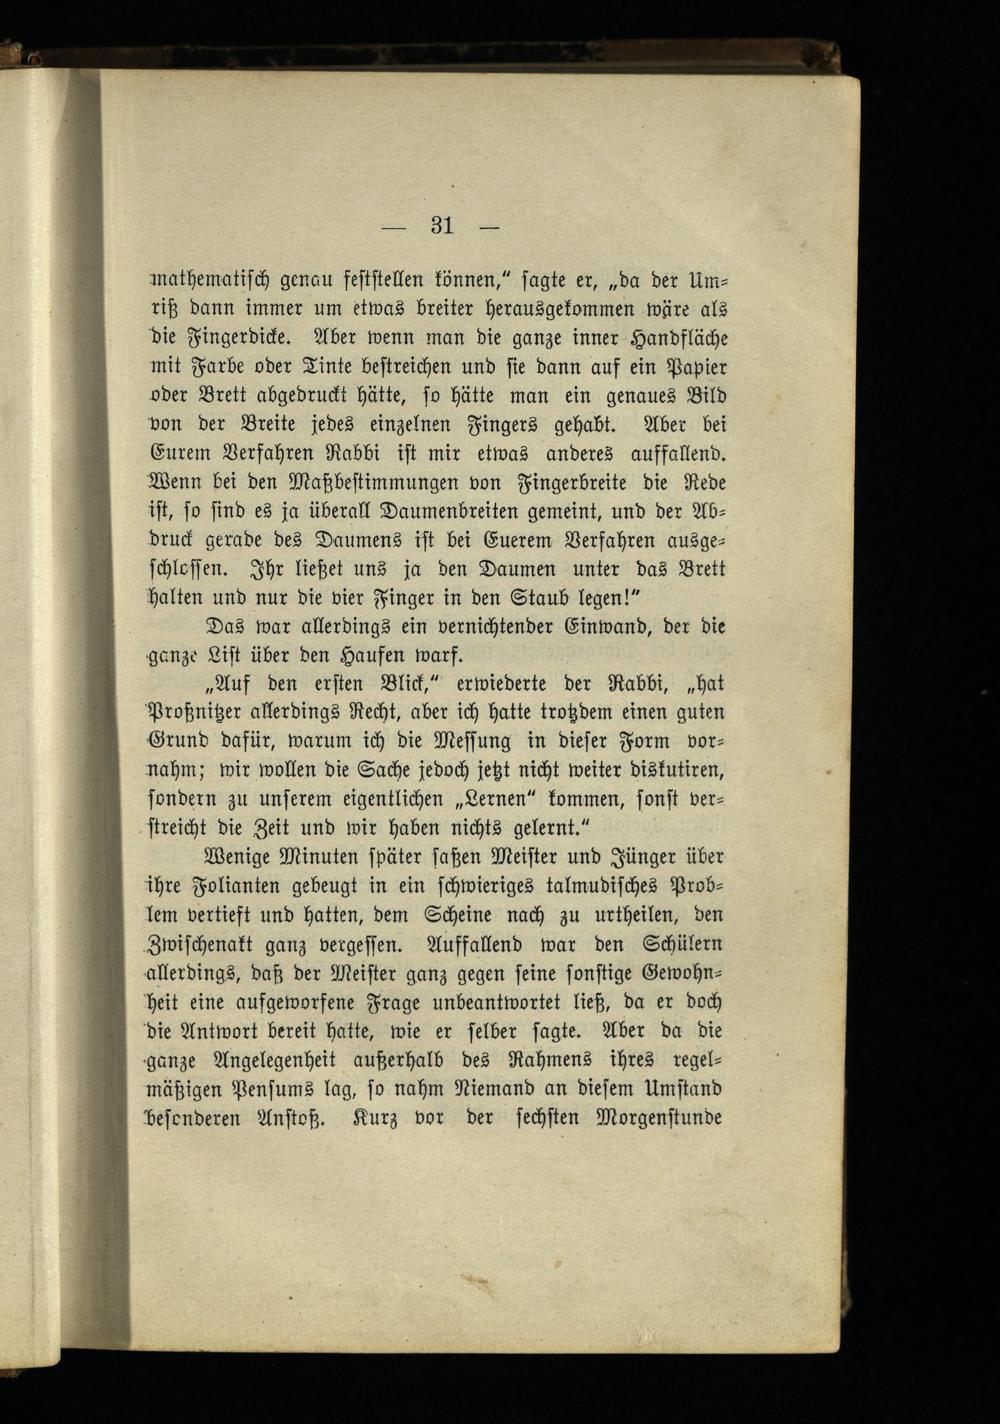 — 31 —
mathematisch genau feststellen können,“ sagte er, „da der Um-
riß dann immer um etwas breiter herausgekommen wäre als
die Fingerdicke. Aber wenn man die ganze inner Handfläche
mit Farbe oder Tinte bestreichen und sie dann auf ein Papier
oder Brett abgedruckt hätte, so hätte man ein genaues Bild
von der Breite jedes einzelnen Fingers gehabt. Aber bei
Eurem Verfahren Rabbi ist mir etwas anderes auffallend.
Wenn bei den Maßbestimmungen von Fingerbreite die Rede
ist, so sind es ja überall Daumenbreiten gemeint, und der Ab-
druck gerade des Daumens ist bei Euerem Verfahren ausge-
schlossen. Ihr ließet uns ja den Daumen unter das Brett
halten und nur die vier Finger in den Staub legen!“
Das war allerdings ein vernichtender Einwand, der die
ganze List über den Haufen warf.
„Auf den ersten Blick,“ erwiederte der Rabbi, „hat
Proßnitzer allerdings Recht, aber ich hatte trotzdem einen guten
Grund dafür, warum ich die Messung in dieser Form vor-
nahm; wir wollen die Sache jedoch jetzt nicht weiter diskutiren,
sondern zu unserem eigentlichen „Lernen“ kommen, sonst ver-
streicht die Zeit und wir haben nichts gelernt.“
Wenige Minuten später saßen Meister und Jünger über
ihre Folianten gebeugt in ein schwieriges talmudisches Prob-
lem vertieft und hatten, dem Scheine nach zu urtheilen, den
Zwischenakt ganz vergessen. Auffallend war den Schülern
allerdings, daß der Meister ganz gegen seine sonstige Gewohn-
heit eine aufgeworfene Frage unbeantwortet ließ, da er doch
die Antwort bereit hatte, wie er selber sagte. Aber da die
ganze Angelegenheit außerhalb des Rahmens ihres regel-
mäßigen Pensums lag, so nahm Niemand an diesem Umstand
besonderen Anstoß. Kurz vor der sechsten Morgenstunde